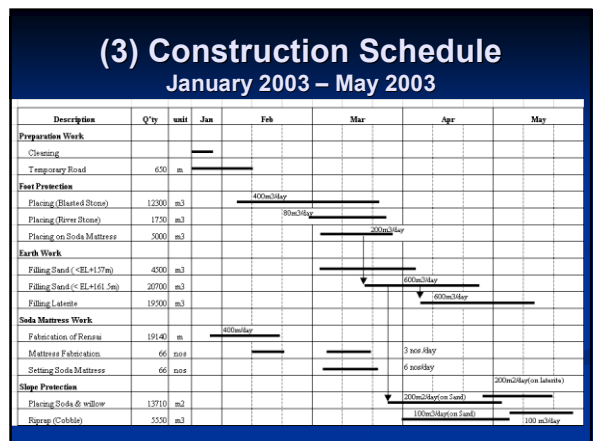 (3) Construction Schedule
January 2003 – May 2003
Description Q'ty unit Jan Feb Mar Apr May
Preparation Work
Cleaning
Temporary Road 650 m
Foot Protection
Placing (Blasted Stone) 12300 m3 400m3/day
Placing (River Stone) 1750 m3 80m3/day
Placing on Soda Mattress 5000 m3 200m3/day
Earth Work
Filling Sand ( <EL+157m) 4500 m3
Filling Sand (< EL+161.5m) 20700 m3 600m3/day
Filling Laterite 19500 m3 600m3/day
Soda Mattress Work
Fabrication of Rensai 19140 m 400m/day
Mattress Fabrication 66 nos 3 nos /day
Setting Soda Mattress 66 nos 6 nos/day
Slope Protection 200m2/day(on laterite)
Placing Soda & willow 13710 m2 200m2/day(on Sand)
Riprap (Cobble) 5550 m3 100m3/day(on Sand) 100 m3/day